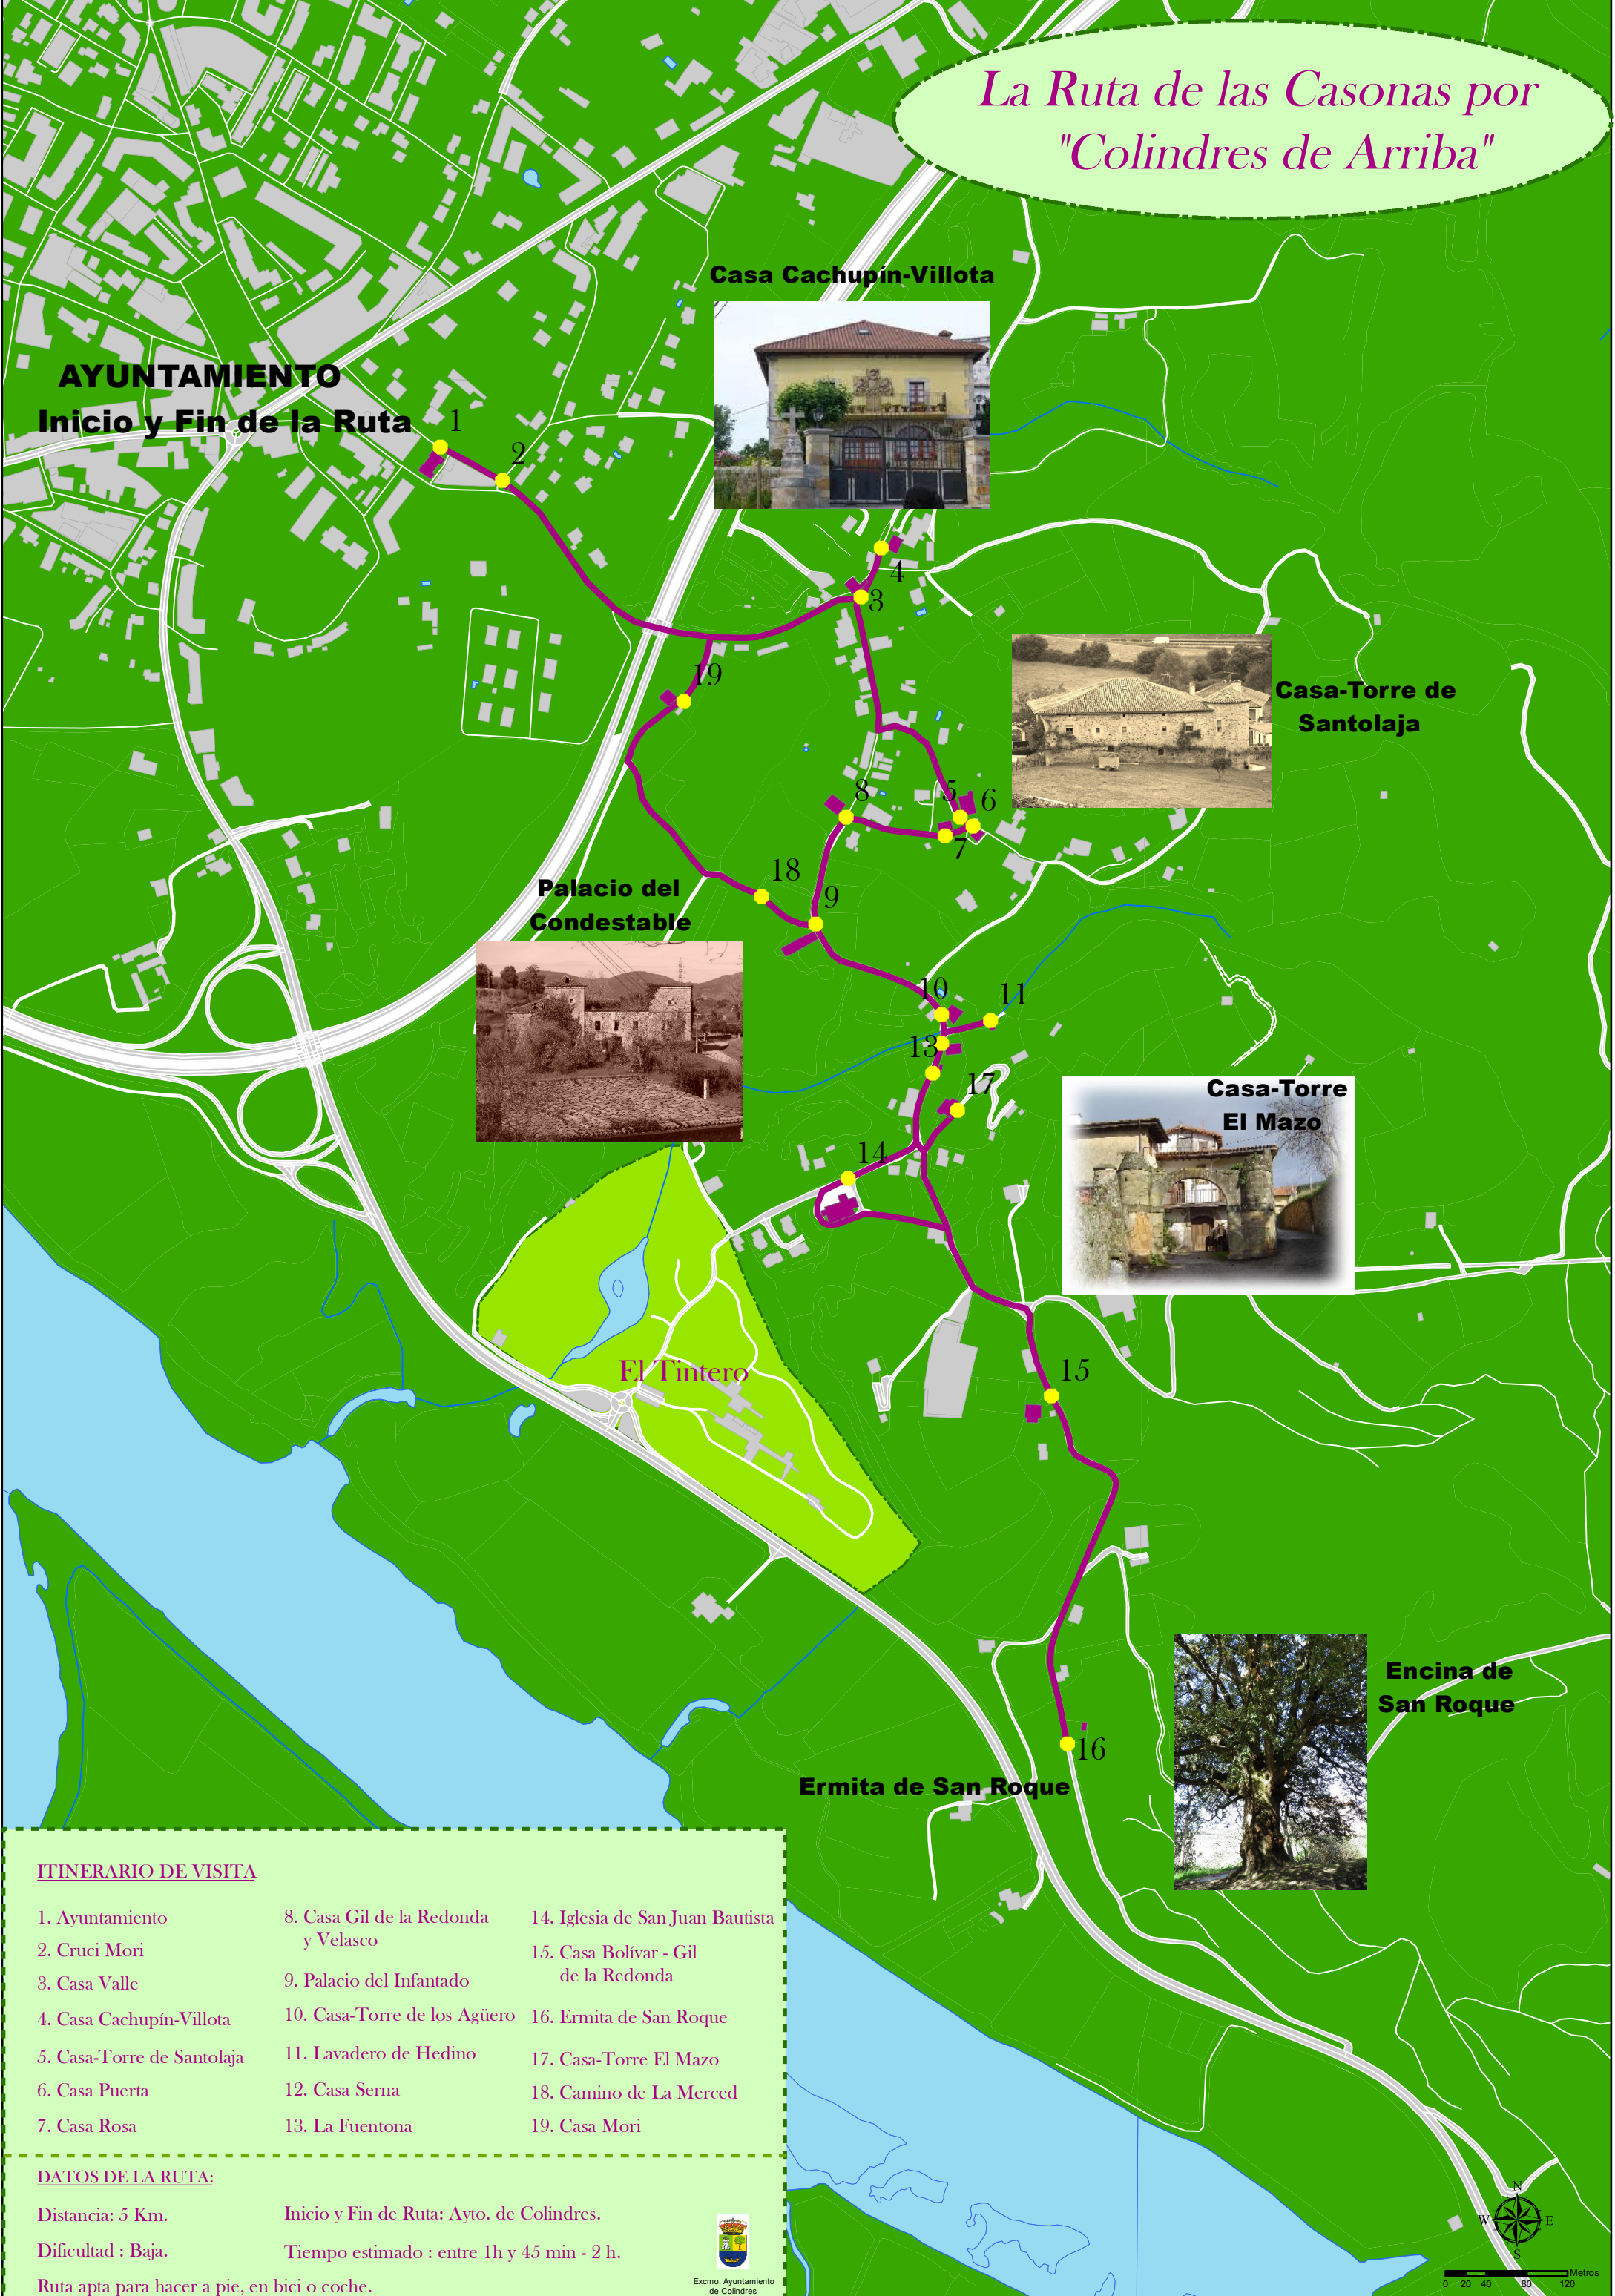 La Ruta de las Casonas por
"Colindres de Arriba"
Casa Cachupín-Villota
AYUNTAMIENTO
Inicio y Fin de la Ruta
1
2
4
3
19
Casa-Torre de
Santolaja
5
6
8
7
18
9
Palacio del
Condestable
10
11
13
17
Casa-Torre
El Mazo
14
El Tintero
15
Encina de
San Roque
16
Ermita de San Roque
ITINERARIO DE VISITA
1. Ayuntamiento
2. Cruci Mori
3. Casa Valle
4. Casa Cachupín-Villota
5. Casa-Torre de Santolaja
6. Casa Puerta
7. Casa Rosa
8. Casa Gil de la Redonda
y Velasco
9. Palacio del Infantado
10. Casa-Torre de los Agüero
11. Lavadero de Hedino
12. Casa Serna
13. La Fuentona
14. Iglesia de San Juan Bautista
15. Casa Bolívar - Gil
de la Redonda
16. Ermita de San Roque
17. Casa-Torre El Mazo
18. Camino de La Merced
19. Casa Mori
DATOS DE LA RUTA:
Distancia: 5 Km.
Dificultad : Baja.
Ruta apta para hacer a pie, en bici o coche.
Inicio y Fin de Ruta: Ayto. de Colindres.
Tiempo estimado : entre 1h y 45 min - 2 h.
Excmo. Ayuntamiento
de Colindres
N
W E
S
Metros
0 20 40 80 120